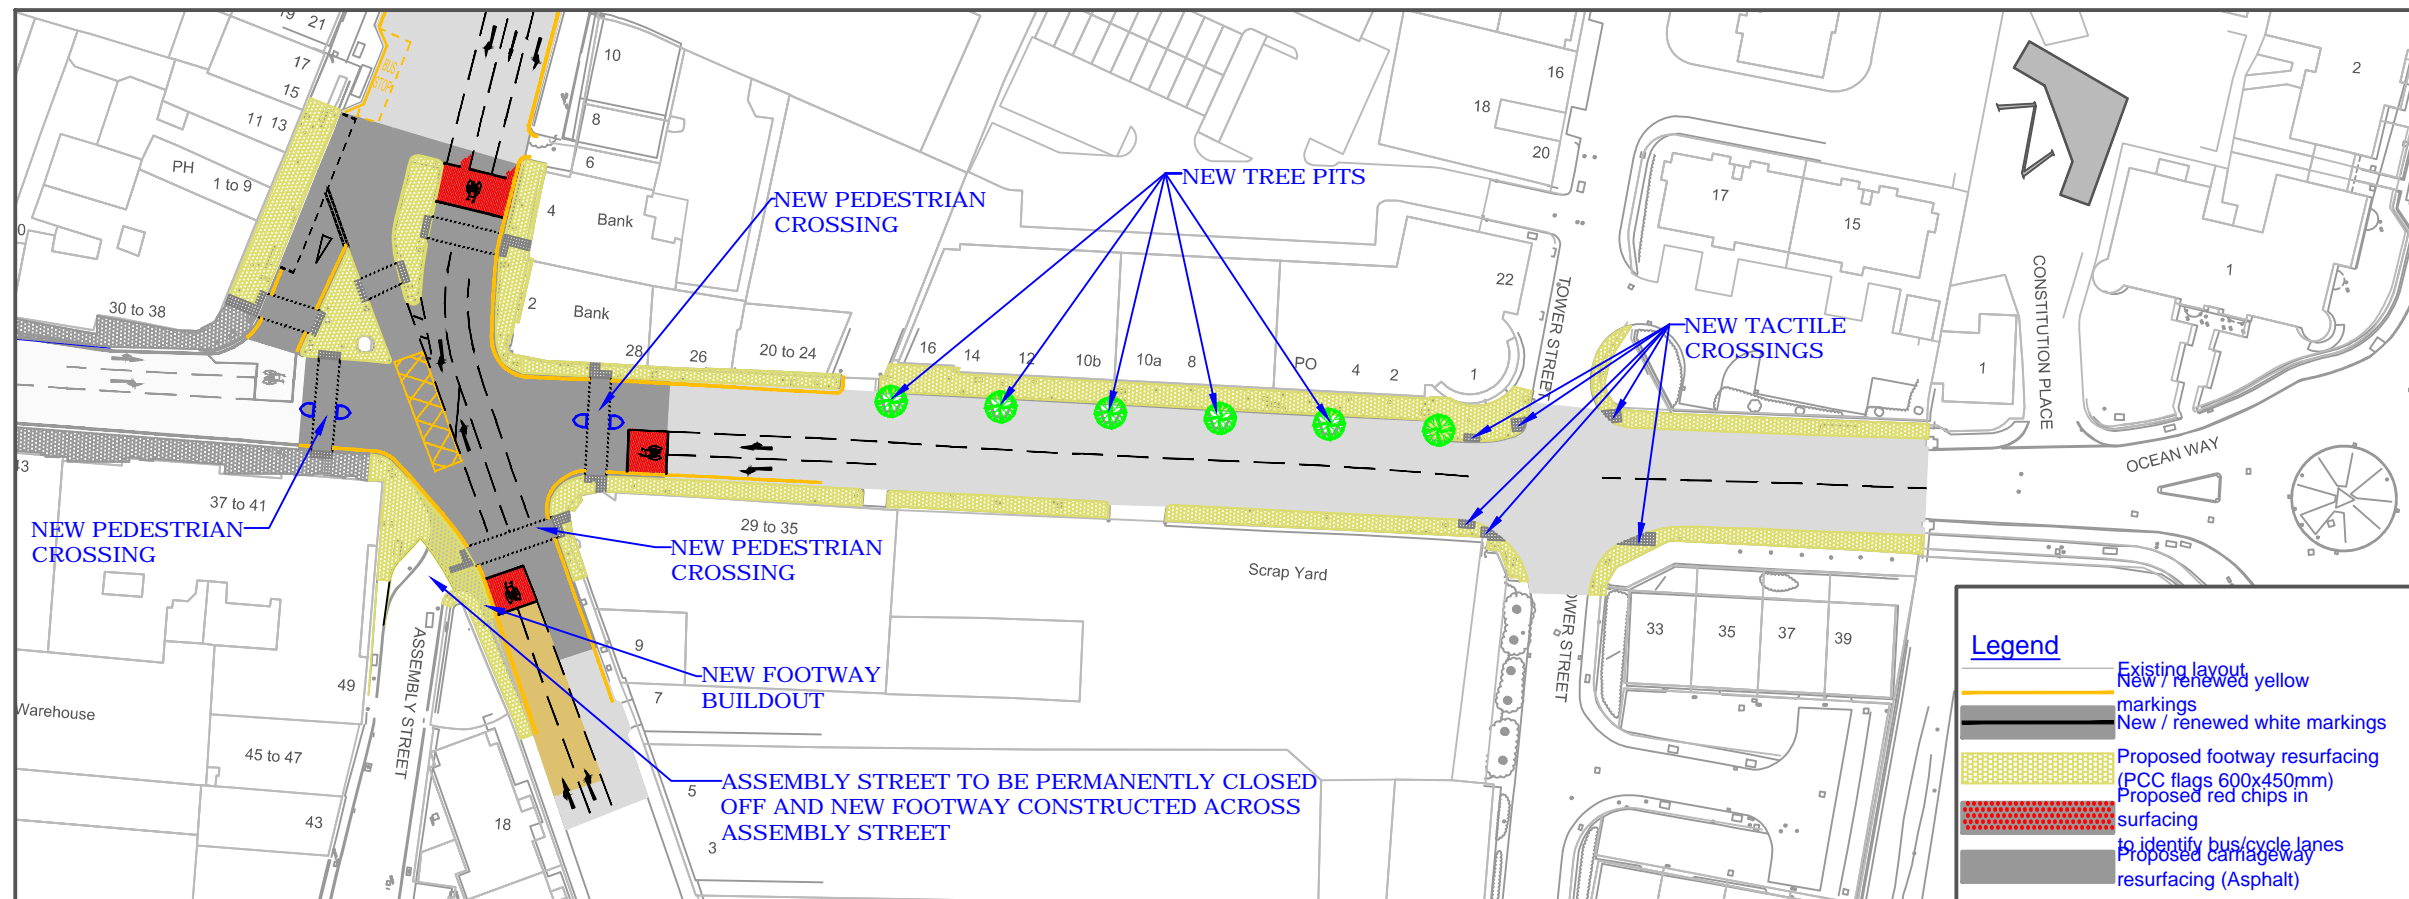 19
21
17
15
11 13
PH
1 to 9
30 to 38
BUS
STOP
10
8
6
4
Bank
2
Bank
28
26
20 to 24
NEW PEDESTRIAN
CROSSING
NEW TREE PITS
16
14
12
10b
10a
8
PO
4
2
1
22
16
18
20
TOWER STREET
17
15
NEW TACTILE
CROSSINGS
1
CONSTITUTION PLACE
2
1
OCEAN WAY
43
37 to 41
NEW PEDESTRIAN
CROSSING
NEW PEDESTRIAN
CROSSING
29 to 35
Scrap Yard
9
7
5
3
NEW FOOTWAY
BUILDOUT
ASSEMBLY STREET TO BE PERMANENTLY CLOSED
OFF AND NEW FOOTWAY CONSTRUCTED ACROSS
ASSEMBLY STREET
ASSEMBLY STREET
49
Warehouse
45 to 47
43
18
OWER STREET
33
35
37
39
Legend
Existing layout
New / renewed yellow
markings
New / renewed white markings
Proposed footway resurfacing
(PCC flags 600x450mm)
Proposed red chips in
surfacing
to identify bus/cycle lanes
Proposed carriageway
resurfacing (Asphalt)